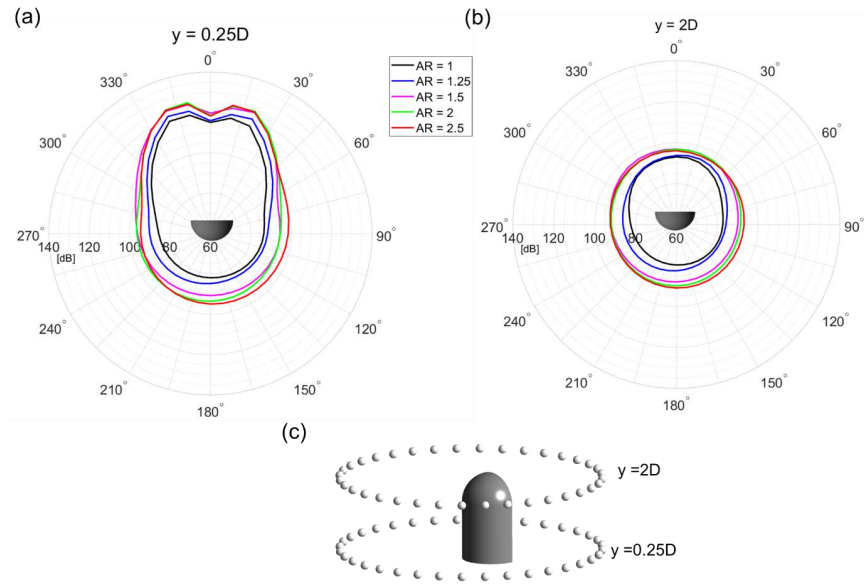 (a)
y = 0.25D
0°
30°
60°
90°
120°
150°
180°
210°
240°
270°
300°
330°
140 120 100 80 60
[dB]
AR = 1
AR = 1.25
AR = 1.5
AR = 2
AR = 2.5
(b)
y = 2D
0°
30°
60°
90°
120°
150°
180°
210°
240°
270°
300°
330°
140 120 100 80 60
[dB]
(c)
y =2D
y =0.25D